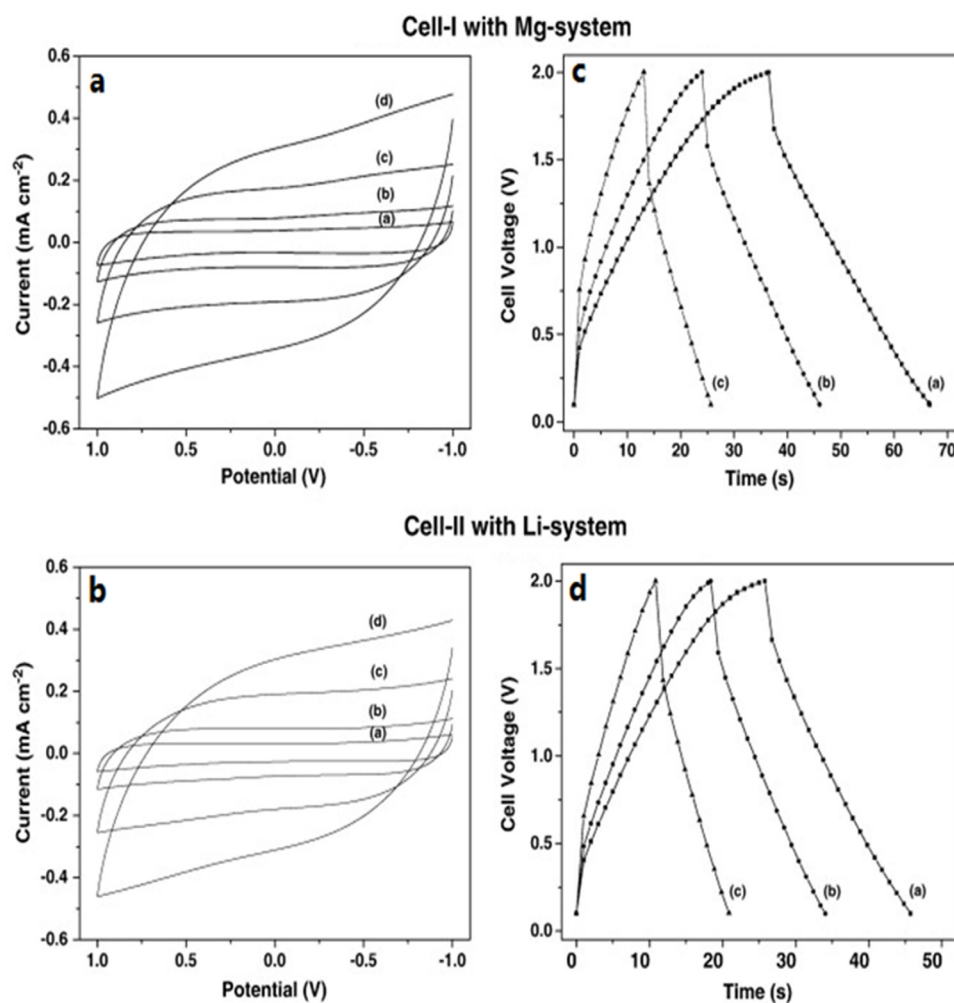 Cell-I with Mg-system
a
(d)
(c)
(b)
(a)
0.6
0.4
0.2
0.0
-0.2
-0.4
-0.6
Current (mA cm-2)
1.0 0.5 0.0 -0.5 -1.0
Potential (V)
c
2.0
1.5
1.0
0.5
0.0
Cell Voltage (V)
(c) (b) (a)
0 10 20 30 40 50 60 70
Time (s)
Cell-II with Li-system
b
(d)
(c)
(b)
(a)
0.6
0.4
0.2
0.0
-0.2
-0.4
-0.6
Current (mA cm-2)
1.0 0.5 0.0 -0.5 -1.0
Potential (V)
d
2.0
1.5
1.0
0.5
0.0
Cell Voltage (V)
(c) (b) (a)
0 10 20 30 40 50
Time (s)